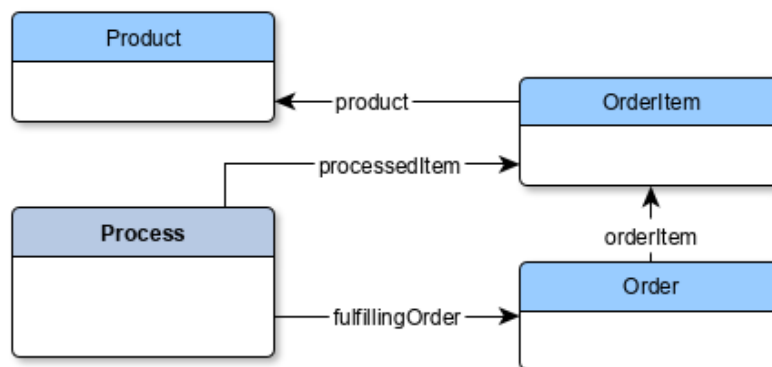 Product
product
OrderItem
processedItem
Process
orderItem
Order
fulfillingOrder